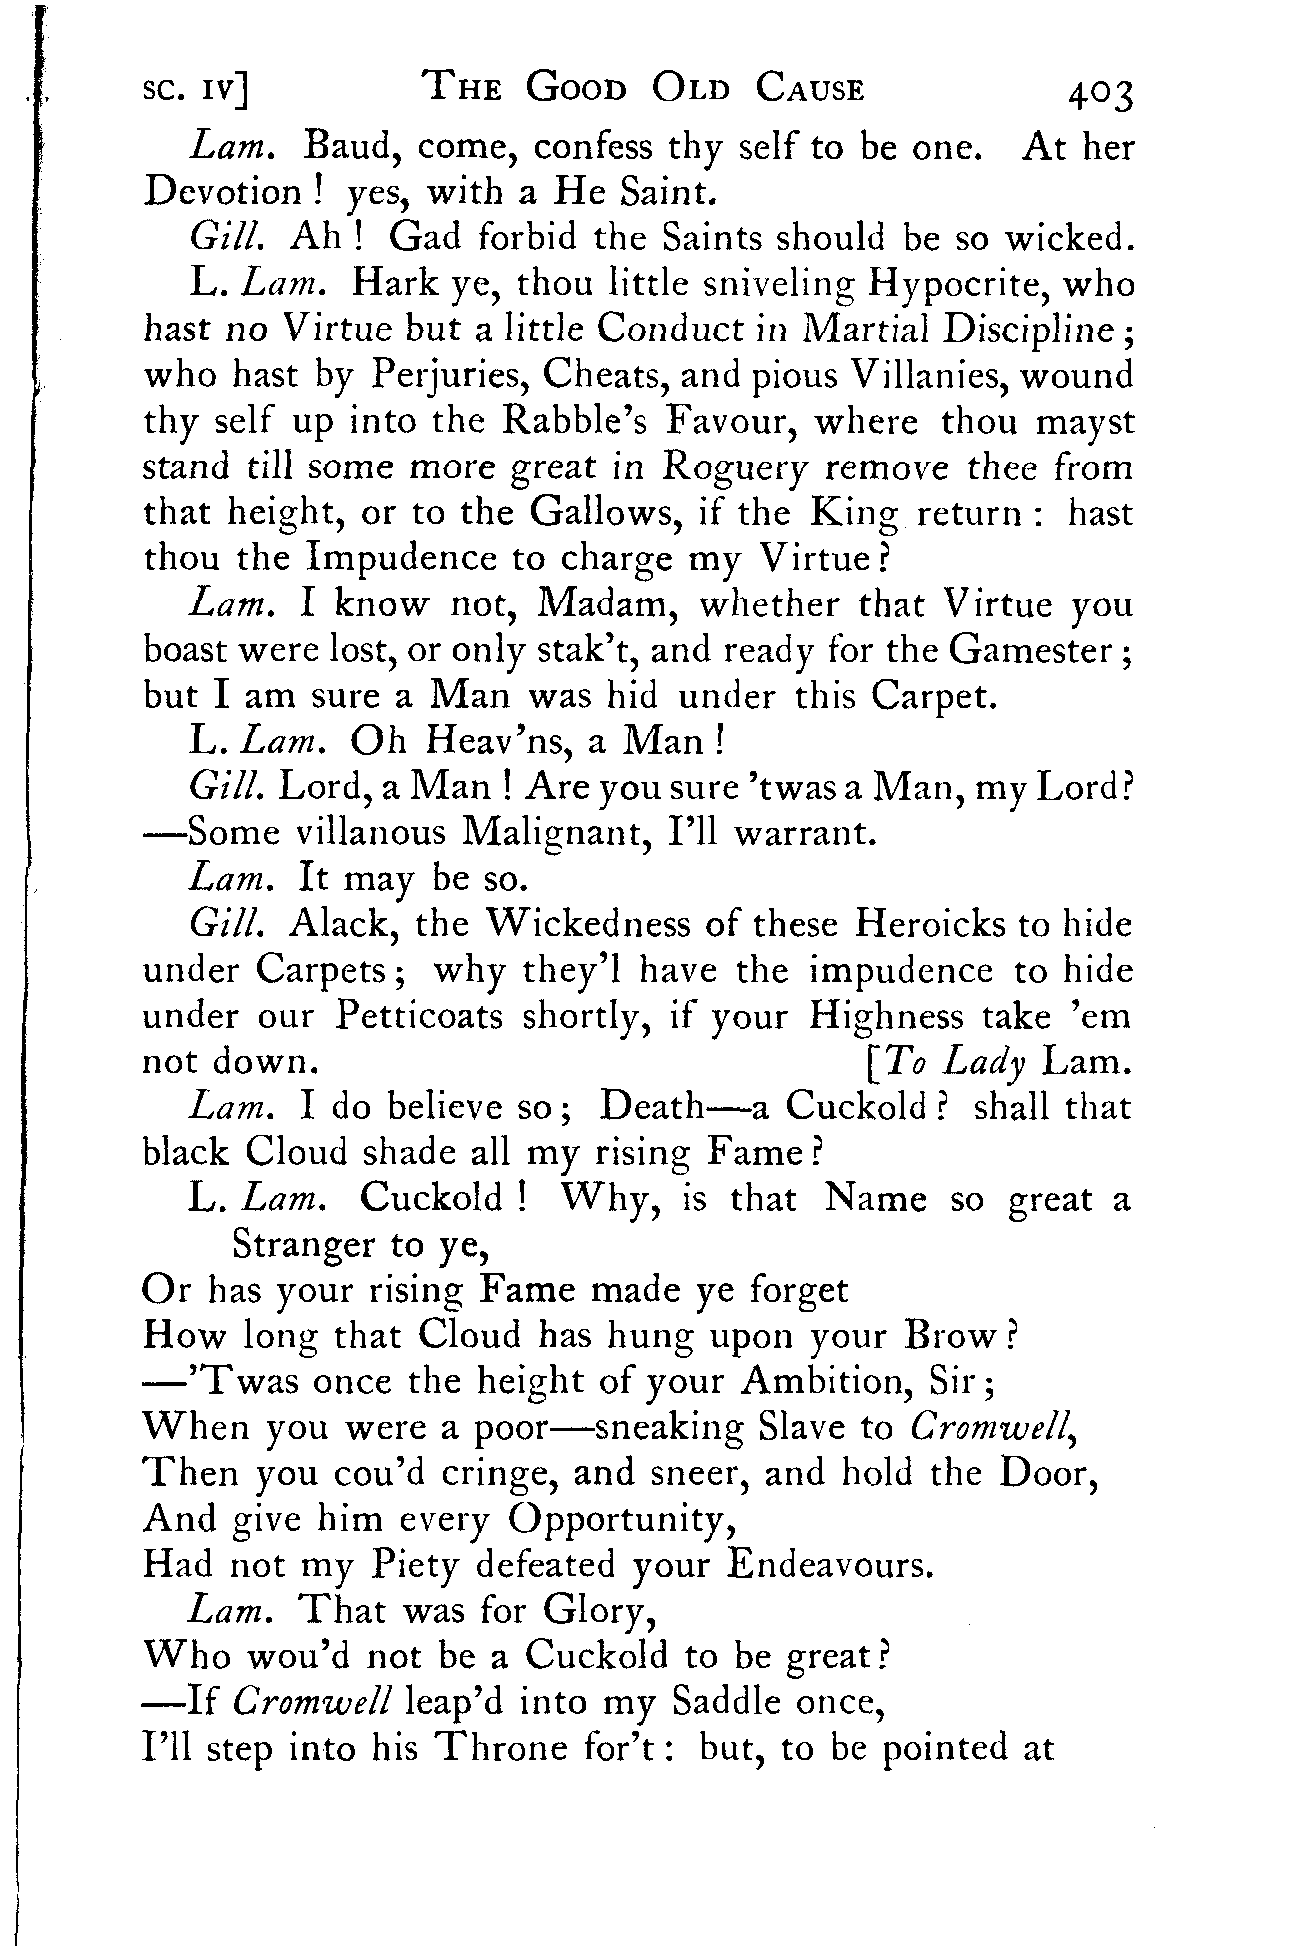 SC. IV] THE GOOD OLD CAUSE 403
Lam. Baud, come, confess thy self to be one. At her
Devotion ! yes, with a He Saint.
Gill. Ah ! Gad forbid the Saints should be so wicked.
L. Lam. Hark ye, thou little sniveling Hypocrite, who
hast no Virtue but a little Conduct in Martial Discipline ;
who hast by Perjuries, Cheats, and pious Villanies, wound
thy self up into the Rabble’s Favour, where thou mayst
stand till some more great in Roguery remove thee from
that height, or to the Gallows, if the King return : hast
thou the Impudence to charge my Virtue ?
Lam. I know not, Madam, whether that Virtue you
boast were lost, or only stak’t, and ready for the Gamester ;
but I am sure a Man was hid under this Carpet.
L. Lam. Oh Heav’ns, a Man !
Gill. Lord, a Man ! Are you sure ’twas a Man, my Lord ?
—Some villanous Malignant, I’ll warrant.
Lam. It may be so.
Gill. Alack, the Wickedness of these Heroicks to hide
under Carpets ; why they’l have the impudence to hide
under our Petticoats shortly, if your Highness take ’em
not down. [To Lady Lam.
Lam. I do believe so ; Death—a Cuckold ? shall that
black Cloud shade all my rising Fame ?
L. Lam. Cuckold ! Why, is that Name so great a
Stranger to ye,
Or has your rising Fame made ye forget
How long that Cloud has hung upon your Brow ?
—’Twas once the height of your Ambition, Sir ;
When you were a poor—sneaking Slave to Cromwell,
Then you cou’d cringe, and sneer, and hold the Door,
And give him every Opportunity,
Had not my Piety defeated your Endeavours.
Lam. That was for Glory,
Who wou’d not be a Cuckold to be great ?
—If Cromwell leap’d into my Saddle once,
I’ll step into his Throne for’t : but, to be pointed at